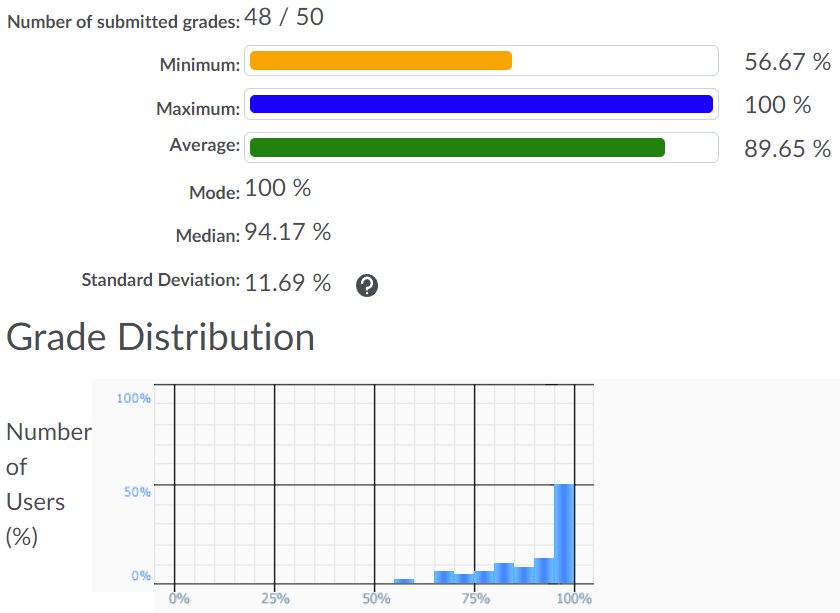 Number of submitted grades: 48 / 50
Minimum: 56.67 %
Maximum: 100 %
Average: 89.65 %
Mode: 100 %
Median: 94.17 %
Standard Deviation: 11.69 % ?
Grade Distribution
Number
of
Users
(%)
100%
50%
0%
0% 25% 50% 75% 100%